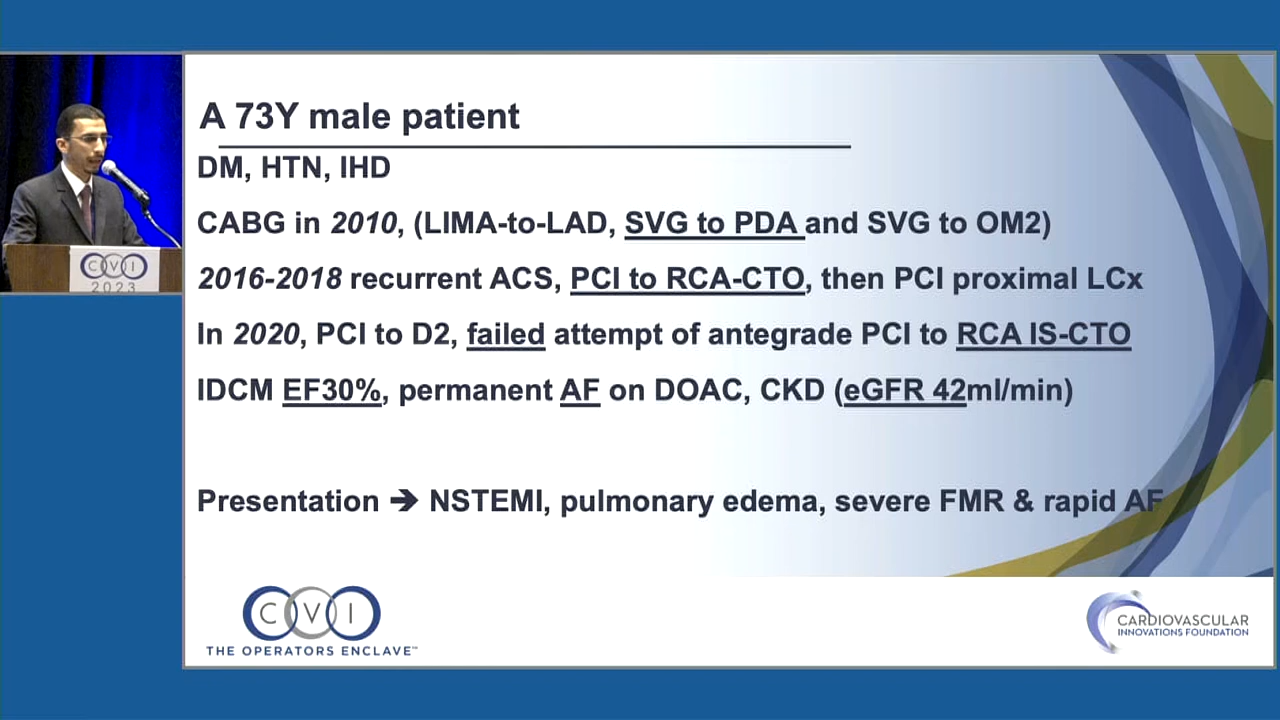 A 73Y male patient
DM, HTN, IHD
CABG in 2010, (LIMA-to-LAD, SVG to PDA and SVG to OM2)
2016-2018 recurrent ACS, PCI to RCA-CTO, then PCI proximal LCx
In 2020, PCI to D2, failed attempt of antegrade PCI to RCA IS-CTO
IDCM EF30%, permanent AF on DOAC, CKD (eGFR 42ml/min)
Presentation ➔ NSTEMI, pulmonary edema, severe FMR & rapid AF
CVI
2023
CVI
THE OPERATORS ENCLAVE™
CARDIOVASCULAR
INNOVATIONS FOUNDATION